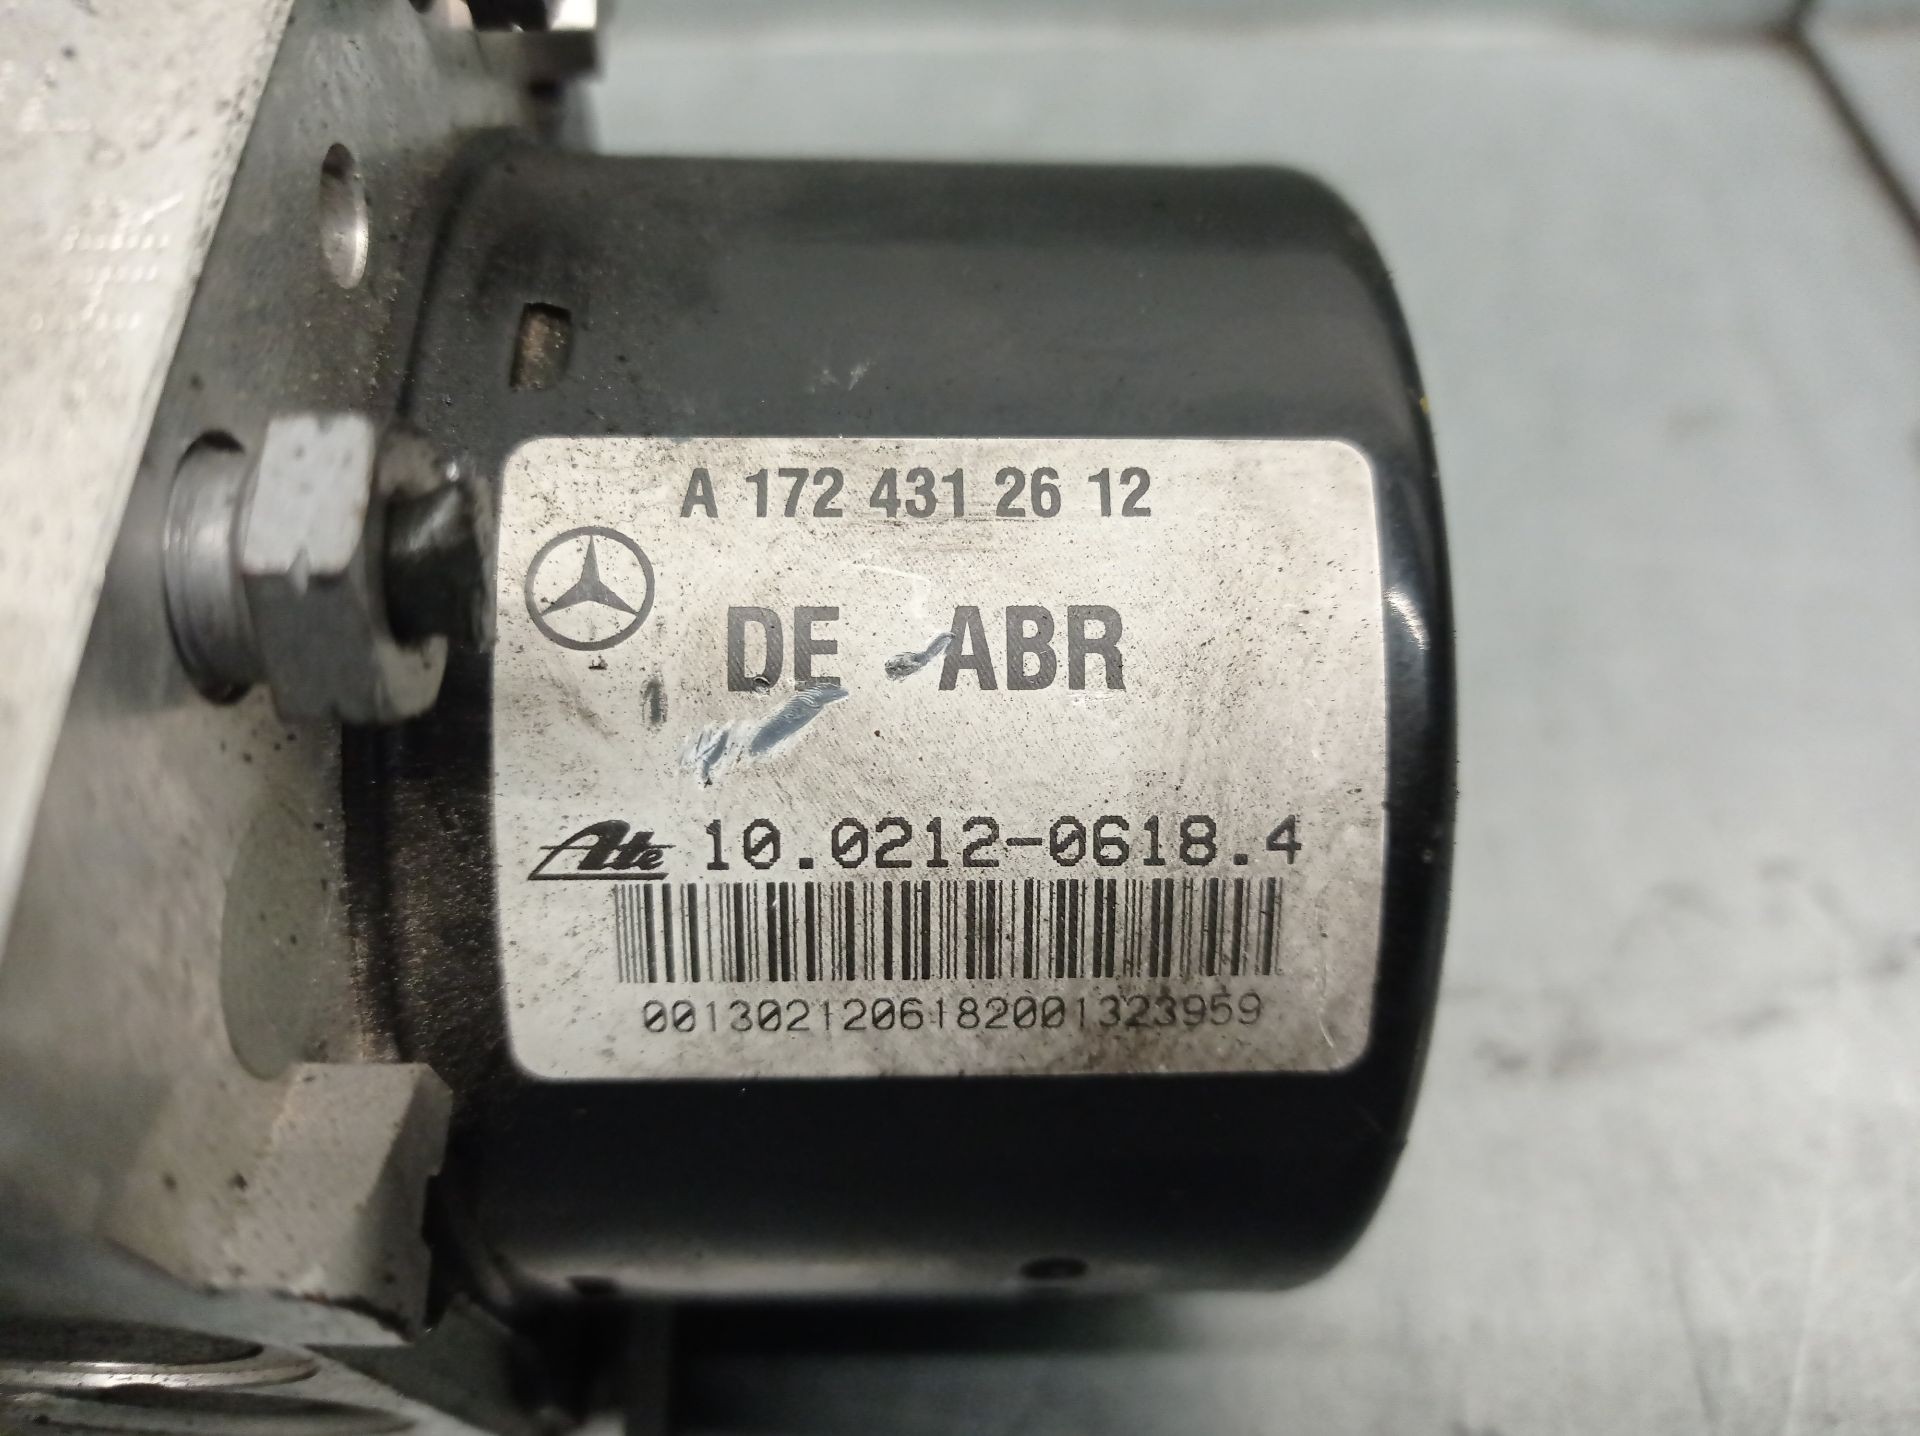 A 172 431 26 12
DE ABR
Ate 10.0212-0618.4
00130212061820013239​59